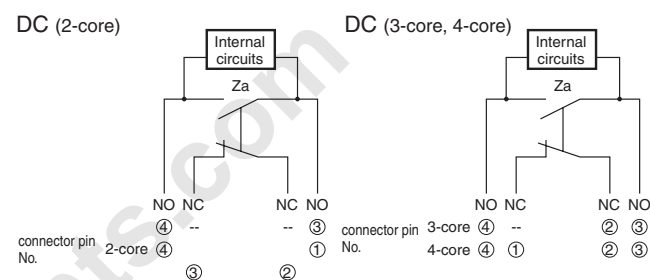 DC (2-core)
DC (3-core, 4-core)
Internal circuits
Internal circuits
Za
Za
NO NC NC NO
NO NC NC NO
④ -- -- ③
connector pin No. 2-core ④ ①
③ ②
connector pin No.
3-core ④ -- ② ③
4-core ④ ① ② ③
ets.com